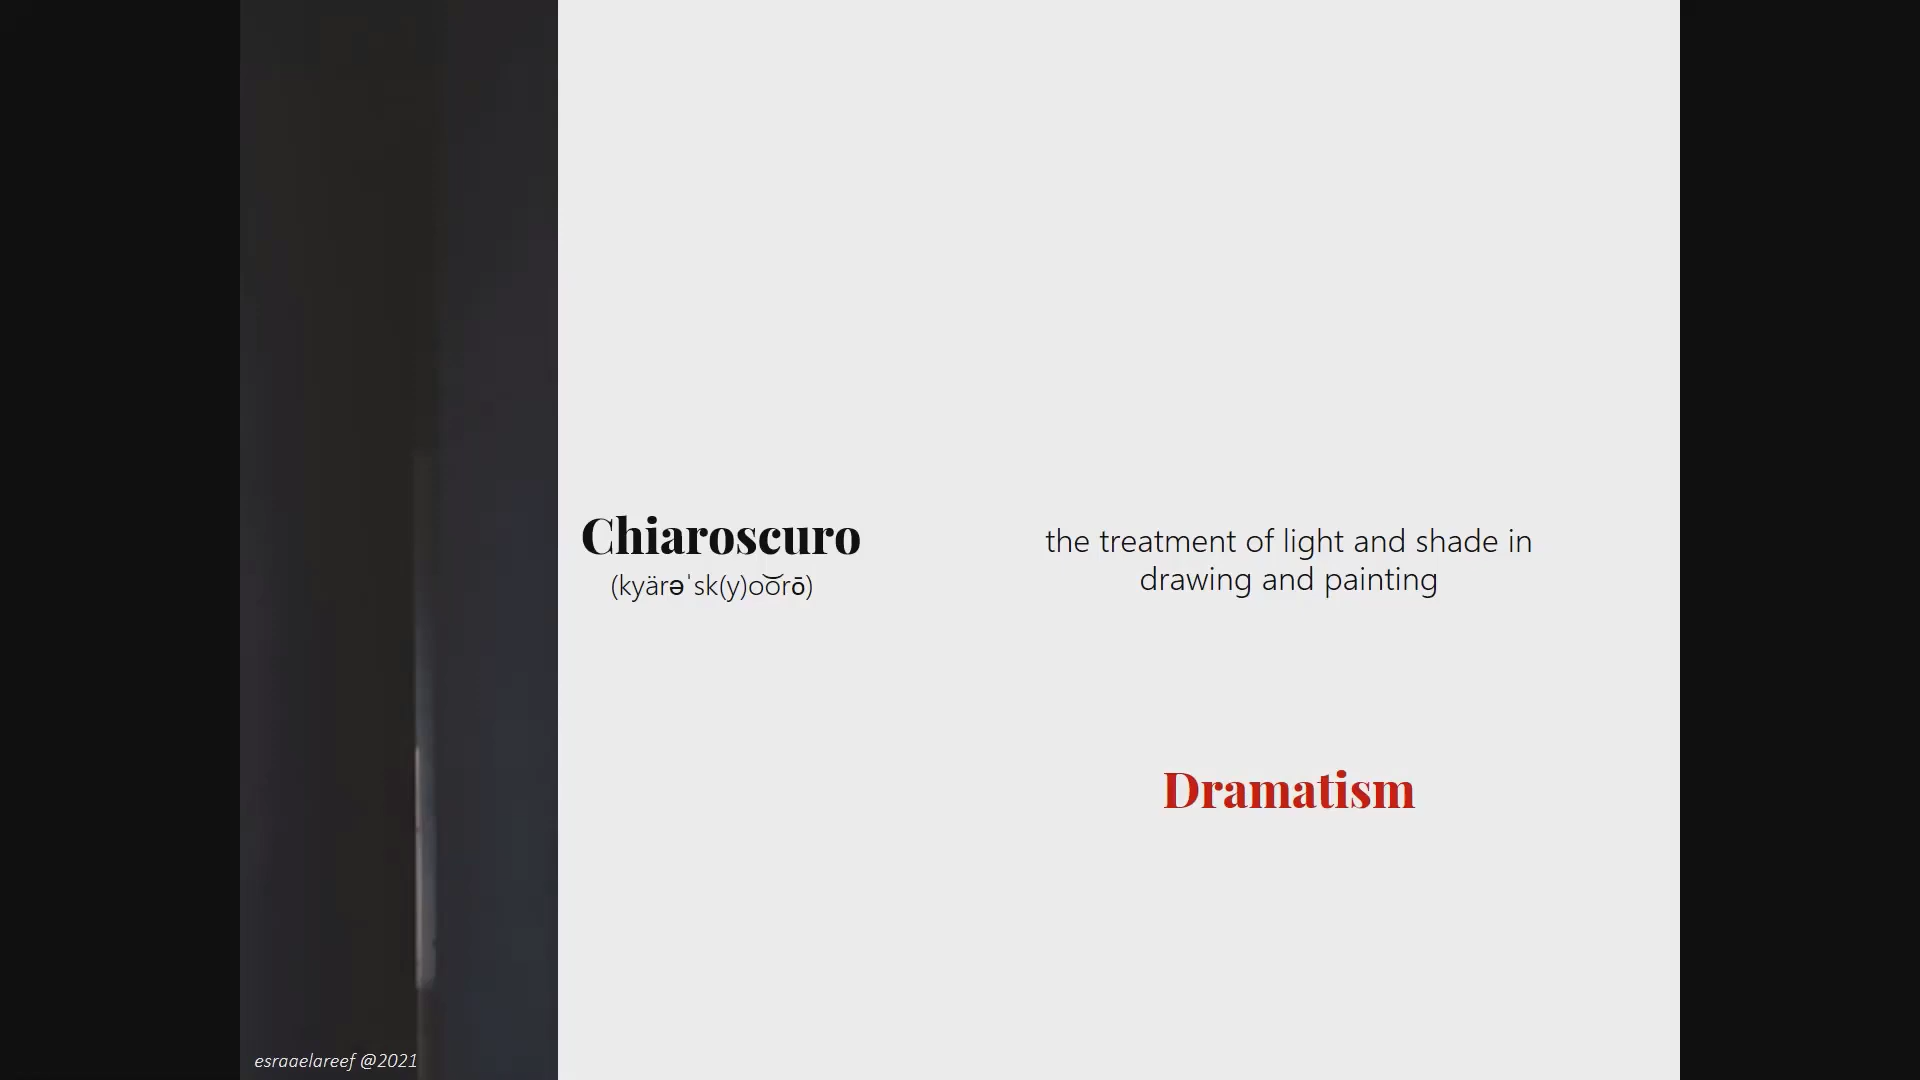 Chiaroscuro
(kyärəˈsk(y)o͝orō)
the treatment of light and shade in
drawing and painting
Dramatism
esraaelareef @2021